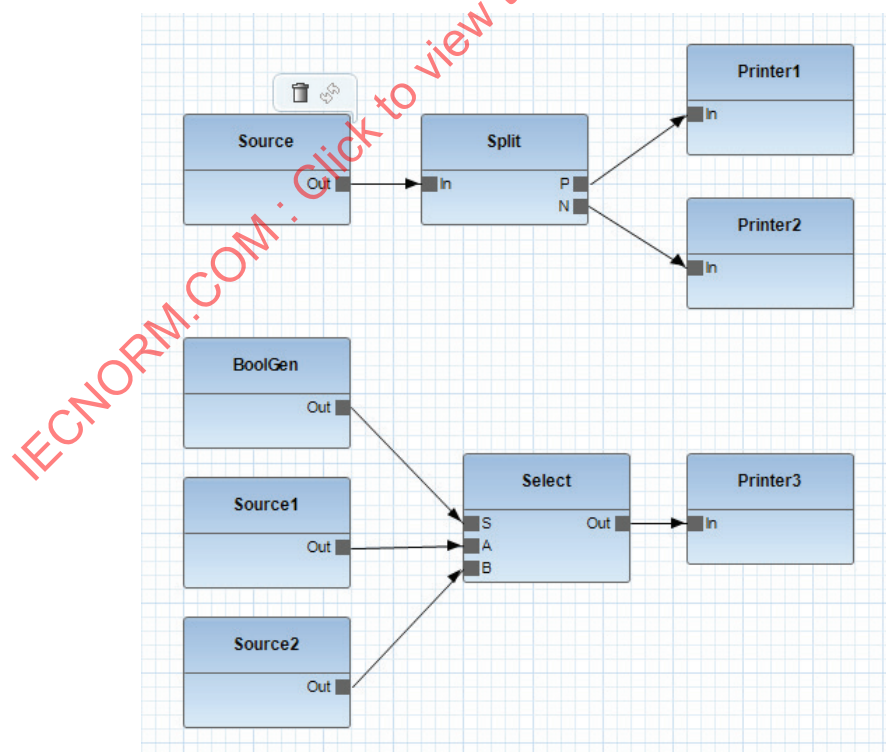 Printer1
In
Source
Out
Split
In
P
N
Printer2
In
BoolGen
Out
Source1
Out
Source2
Out
Select
S
A
B
Out
Printer3
In
IECNORM.COM : Click to view t